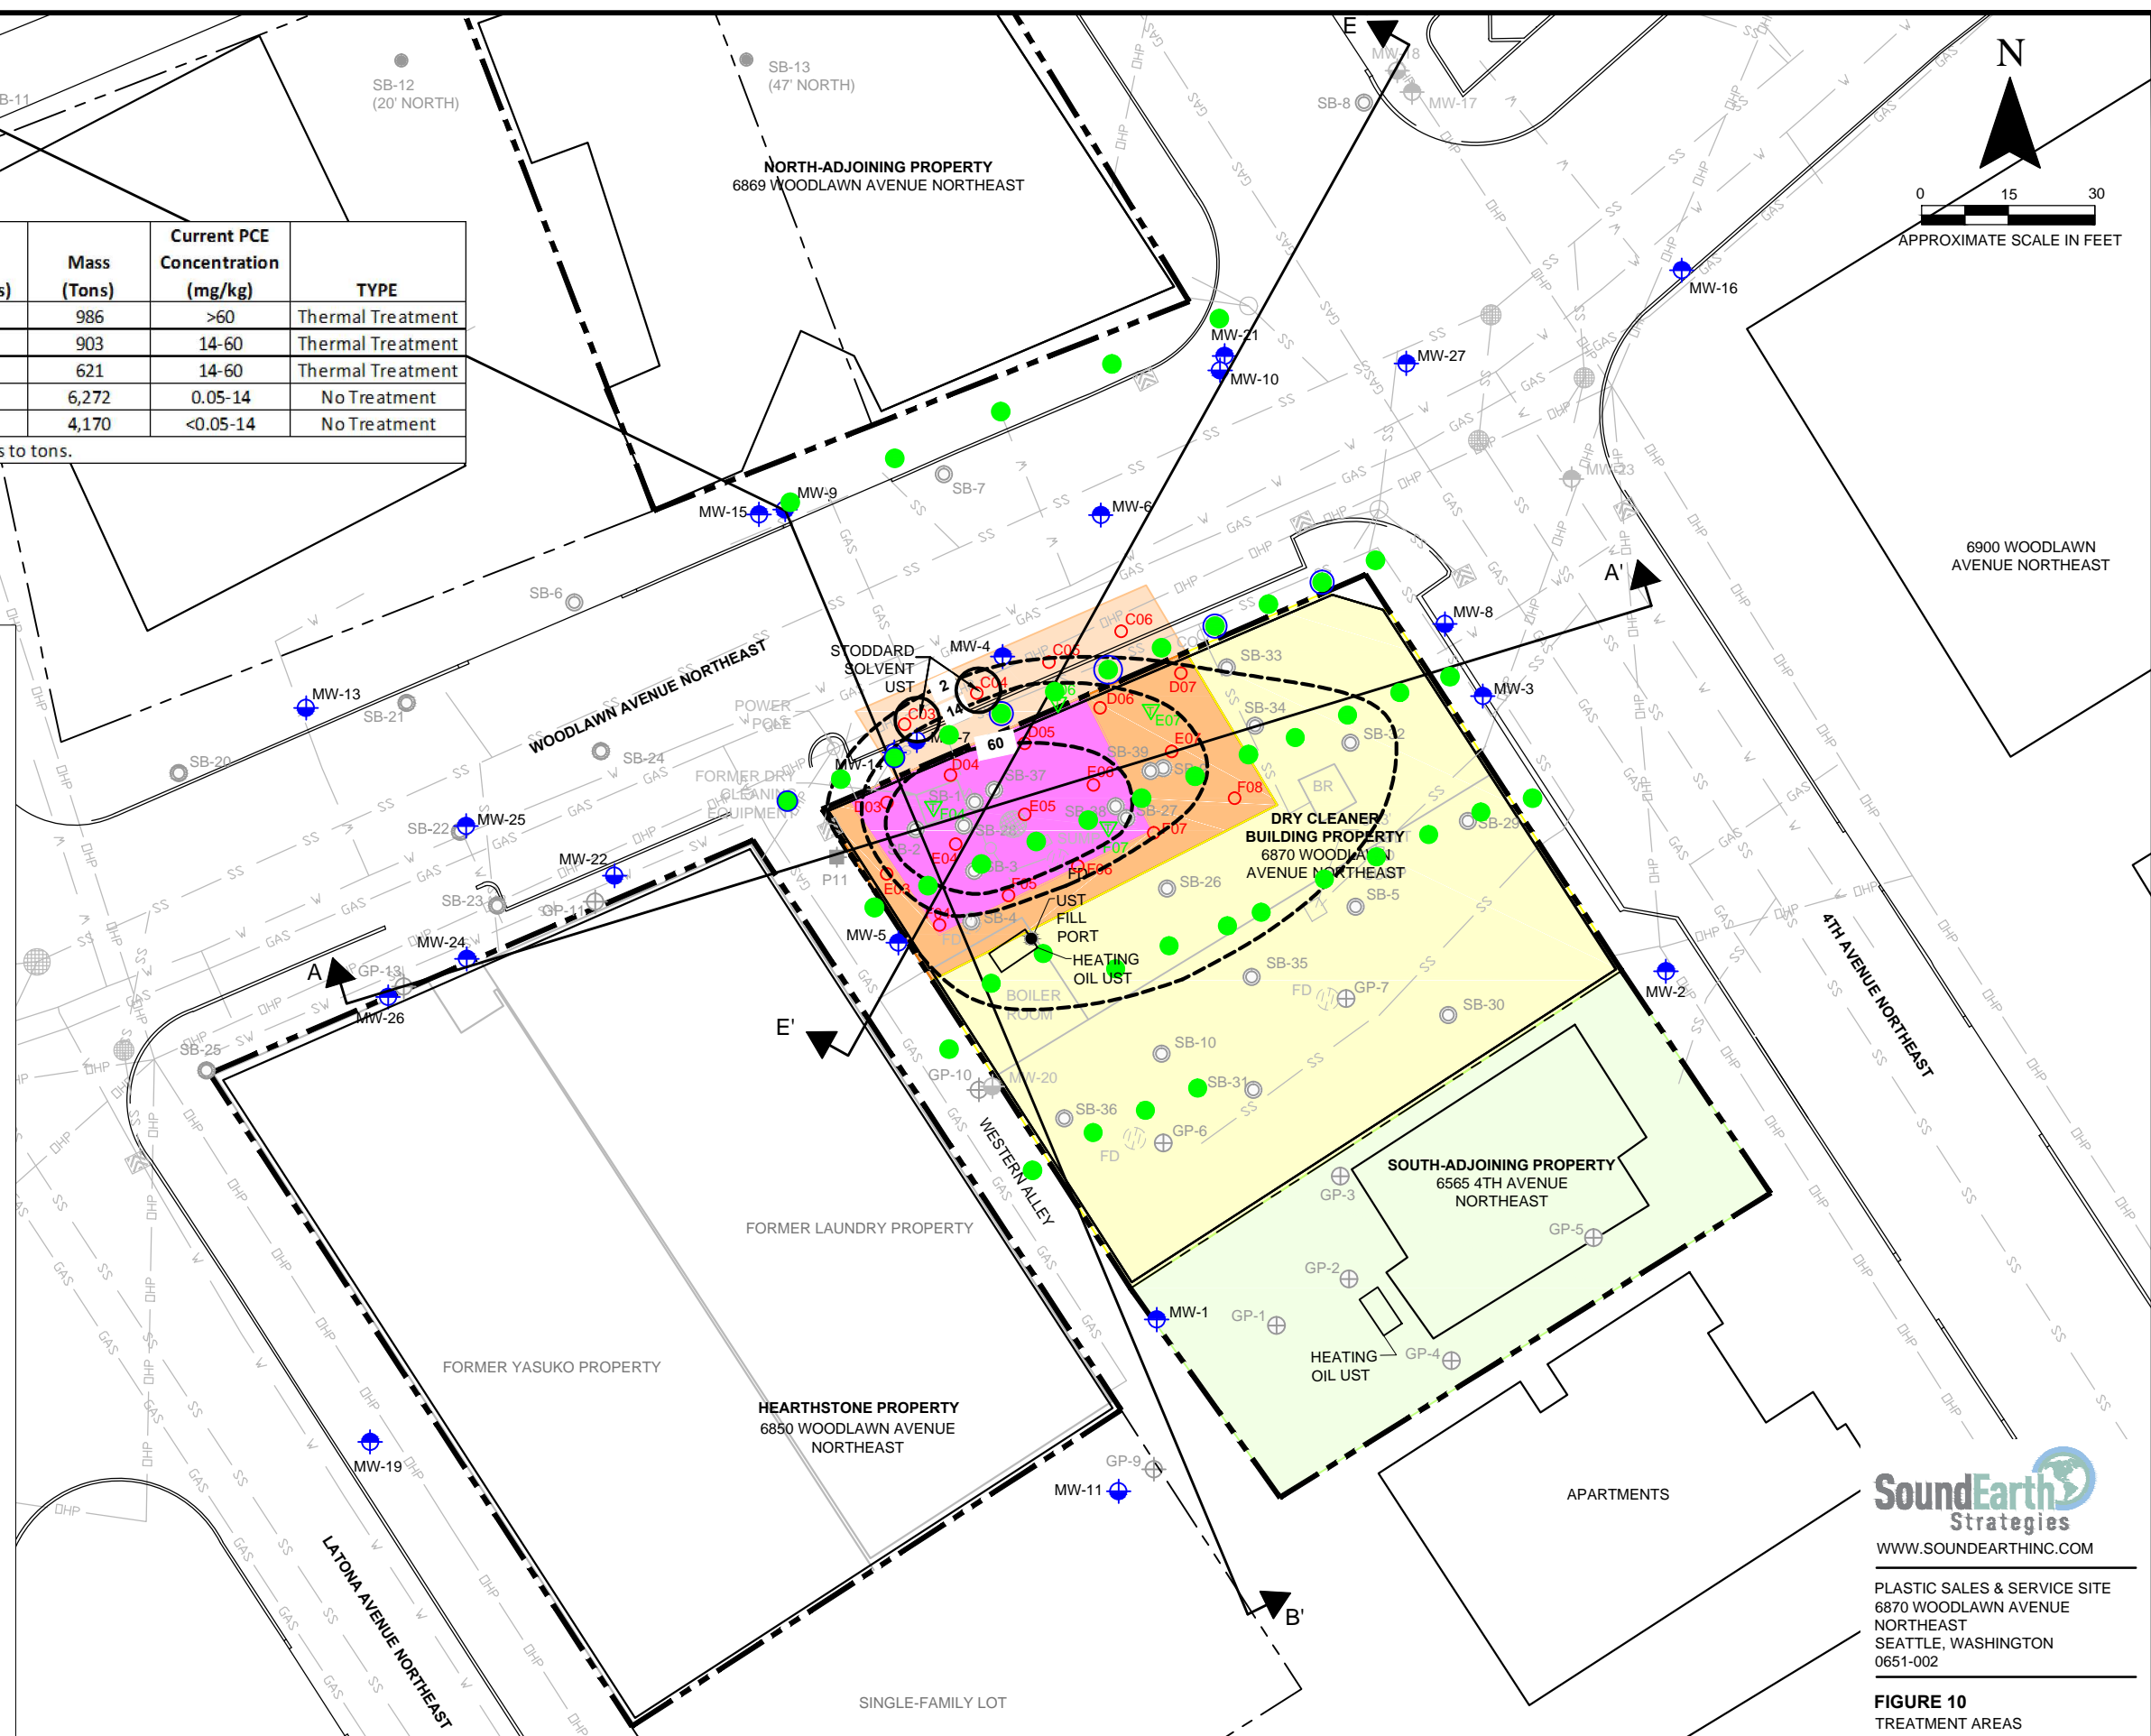 N
0 15 30
APPROXIMATE SCALE IN FEET
E
MW-18
MW-17
SB-8
B-11
SB-12
(20' NORTH)
SB-13
(47' NORTH)
NORTH-ADJOINING PROPERTY
6869 WOODLAWN AVENUE NORTHEAST
s) Mass (Tons) Current PCE Concentration (mg/kg) TYPE
986 >60 Thermal Treatment
903 14-60 Thermal Treatment
621 14-60 Thermal Treatment
6,272 0.05-14 No Treatment
4,170 <0.05-14 No Treatment
s to tons.
MW-16
MW-21
MW-10
MW-27
MW-23
SB-7
MW-9
MW-15
MW-6
6900 WOODLAWN
AVENUE NORTHEAST
A'
MW-8
MW-3
MW-2
SB-6
MW-13
SB-21
SB-20
SB-24
WOODLAWN AVENUE NORTHEAST
STODDARD
SOLVENT
UST
MW-4
C06
C05
C04
C03
D07
D06
D05
D04
D03
2
14
60
POWER
POLE
FORMER DRY
CLEANING
EQUIPMENT
E07
E07
E06
E05
E04
E03
F08
F07
F07
F06
F05
SB-33
SB-34
SB-32
SB-39
SB-37
SB-1
SB-38
SB-27
SB-3
SB-4
BR
SB-29
SB-5
SB-26
DRY CLEANER
BUILDING PROPERTY
6870 WOODLAWN
AVENUE NORTHEAST
P11
SB-22
MW-25
MW-22
SB-23
GP-11
MW-24
A
GP-13
MW-26
SB-25
MW-5
FD
UST
FILL
PORT
HEATING
OIL UST
BOILER
ROOM
E'
SB-35
FD
GP-7
SB-30
SB-10
SB-31
SB-36
GP-6
FD
GP-10
MW-20
WESTERN ALLEY
4TH AVENUE NORTHEAST
SOUTH-ADJOINING PROPERTY
6565 4TH AVENUE
NORTHEAST
GP-3
GP-5
GP-2
GP-1
GP-4
HEATING
OIL UST
MW-1
FORMER LAUNDRY PROPERTY
FORMER YASUKO PROPERTY
HEARTHSTONE PROPERTY
6850 WOODLAWN AVENUE
NORTHEAST
MW-19
GP-9
MW-11
APARTMENTS
LATONA AVENUE NORTHEAST
B'
SINGLE-FAMILY LOT
SoundEarth
Strategies
WWW.SOUNDEARTHINC.COM
PLASTIC SALES & SERVICE SITE
6870 WOODLAWN AVENUE
NORTHEAST
SEATTLE, WASHINGTON
0651-002
FIGURE 10
TREATMENT AREAS